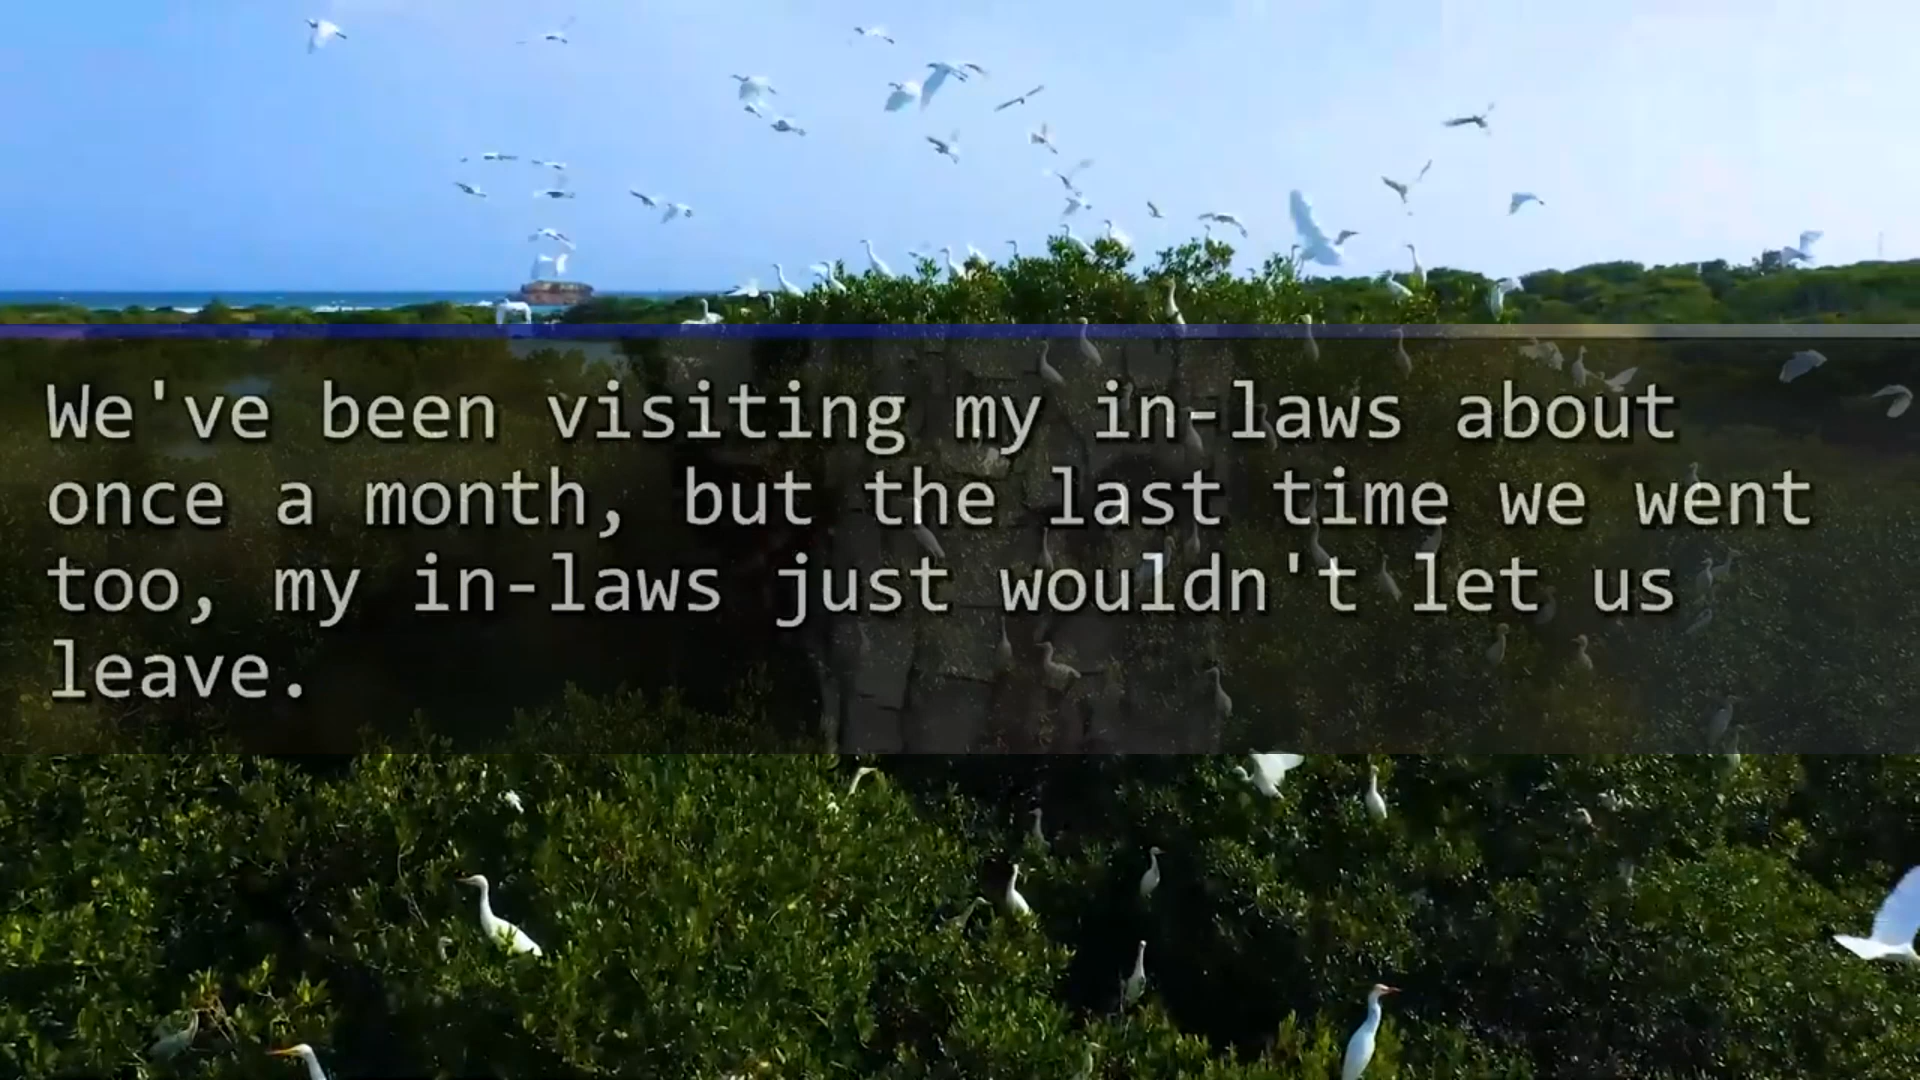 We've been visiting my in-laws about
once a month, but the last time we went
too, my in-laws just wouldn't let us
leave.